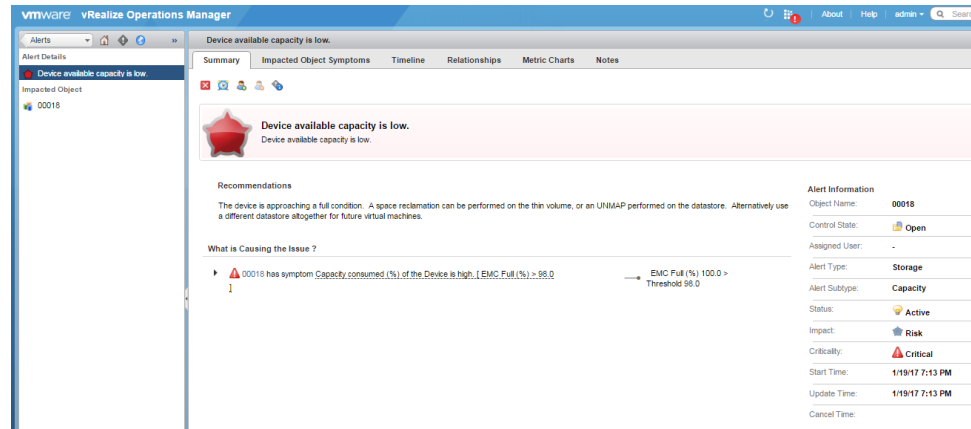 vmware vRealize Operations Manager
About Help admin Sear
Alerts
»
Alert Details
Device available capacity is low.
Impacted Object
00018
Device available capacity is low.
Summary Impacted Object Symptoms Timeline Relationships Metric Charts Notes
Device available capacity is low.
Device available capacity is low.
Recommendations
The device is approaching a full condition. A space reclamation can be performed on the thin volume, or an UNMAP performed on the datastore. Alternatively use
a different datastore altogether for future virtual machines.
What is Causing the Issue ?
00018 has symptom Capacity consumed (%) of the Device is high. [ EMC Full (%) > 98.0
]
EMC Full (%) 100.0 >
Threshold 98.0
Alert Information
Object Name: 00018
Control State: Open
Assigned User: -
Alert Type: Storage
Alert Subtype: Capacity
Status: Active
Impact: Risk
Criticality: Critical
Start Time: 1/19/17 7:13 PM
Update Time: 1/19/17 7:13 PM
Cancel Time: